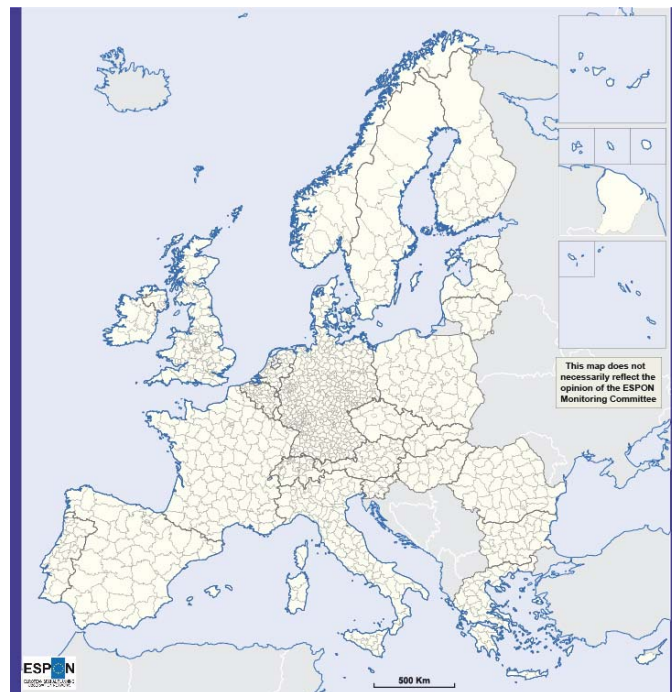 This map does not
necessarily reflect the
opinion of the ESPON
Monitoring Committee
ESPON
500 Km